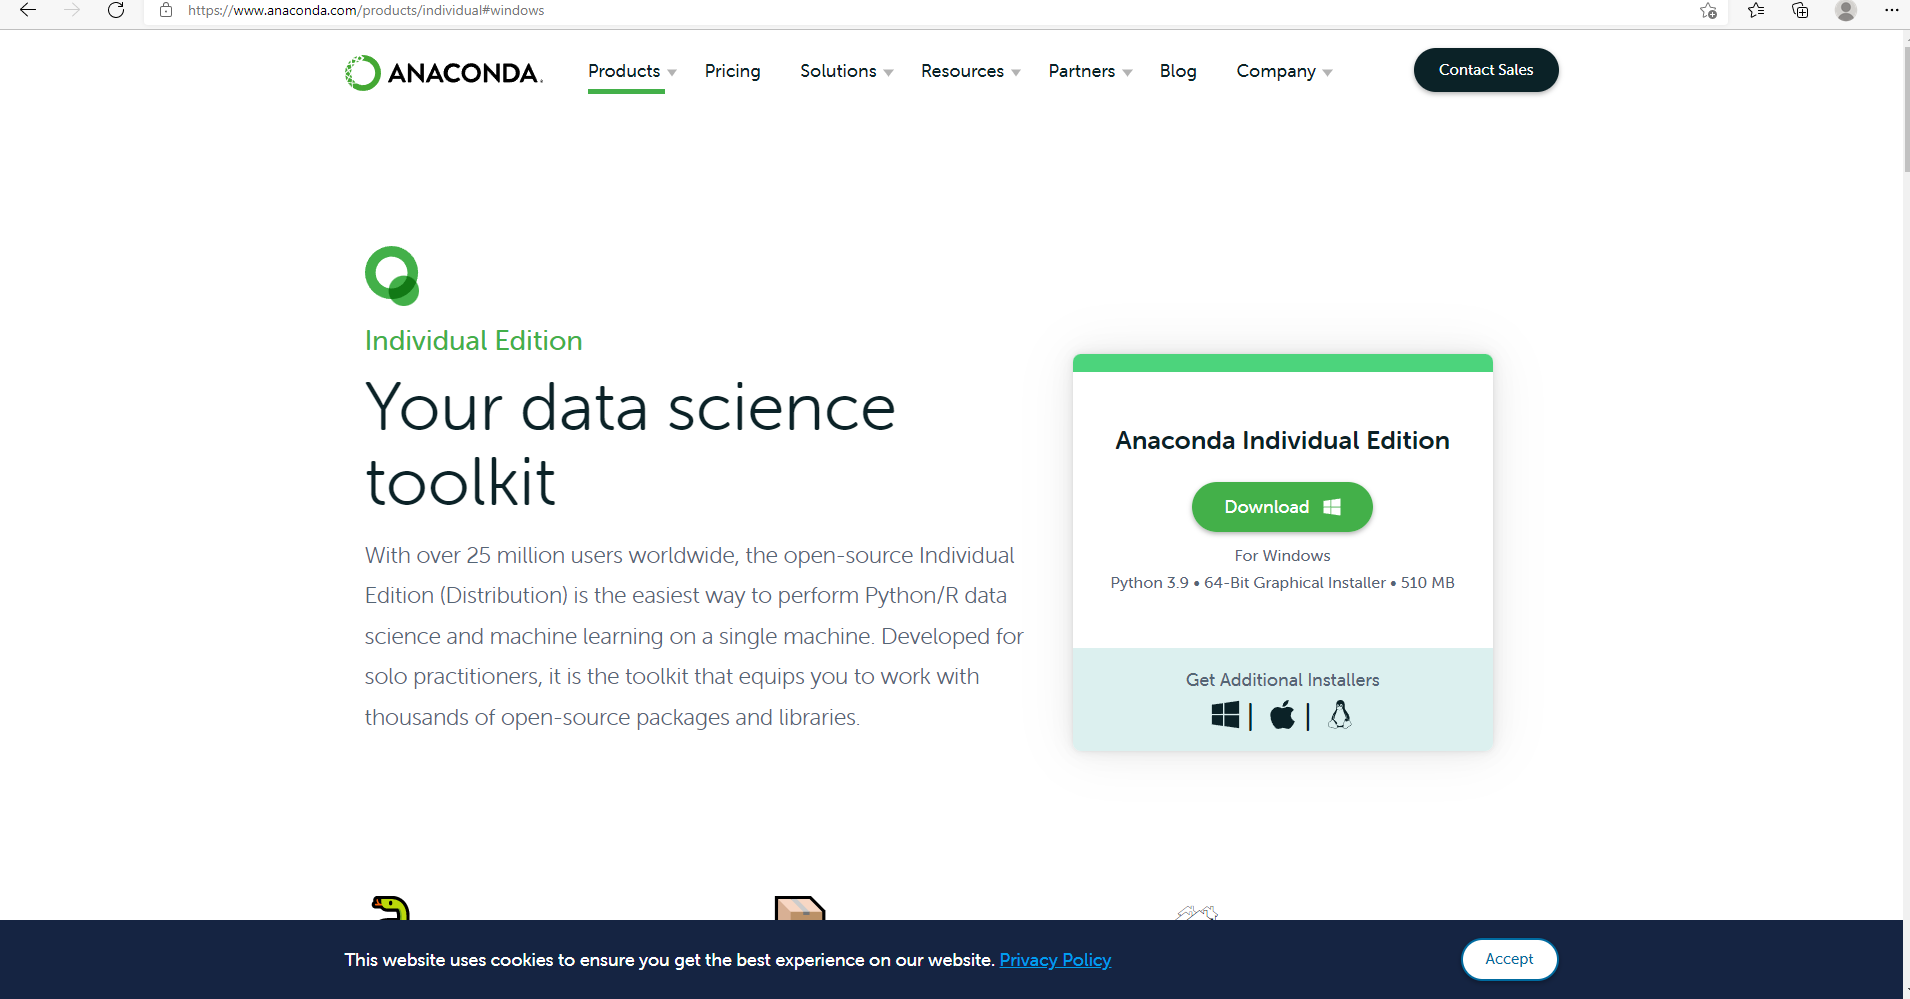 https://www.anaconda.com/products/individual#windows
ANACONDA.
Products Pricing Solutions Resources Partners Blog Company
Contact Sales
Individual Edition
Your data science
toolkit
With over 25 million users worldwide, the open-source Individual
Edition (Distribution) is the easiest way to perform Python/R data
science and machine learning on a single machine. Developed for
solo practitioners, it is the toolkit that equips you to work with
thousands of open-source packages and libraries.
Anaconda Individual Edition
Download
For Windows
Python 3.9 • 64-Bit Graphical Installer • 510 MB
Get Additional Installers
| |
This website uses cookies to ensure you get the best experience on our website. Privacy Policy
Accept